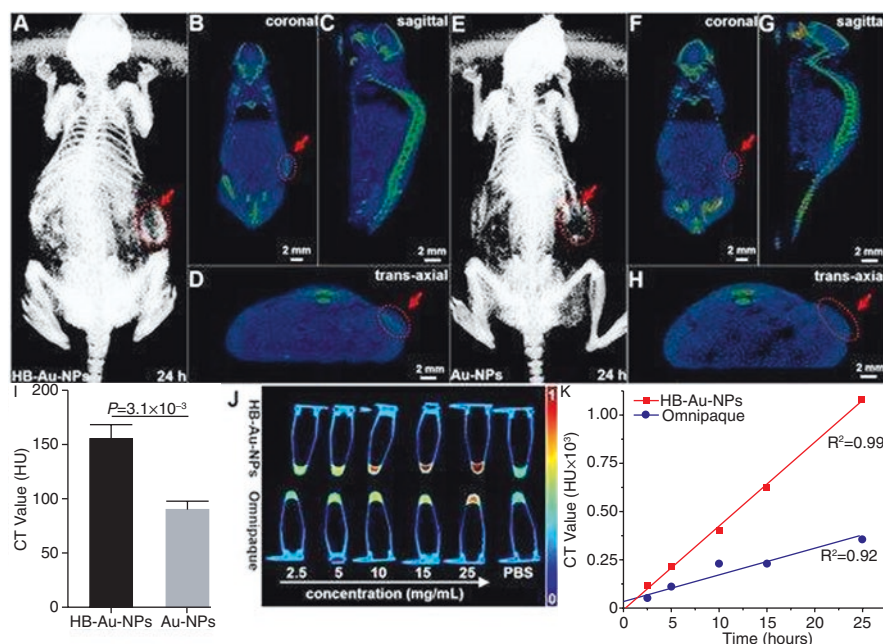 A
B
coronal
C
sagittal
E
F
coronal
G
sagittal
2 mm
2 mm
2 mm
2 mm
D
trans-axial
H
trans-axial
HB-Au-NPs
24 h
2 mm
Au-NPs
24 h
2 mm
I
CT Value (HU)
200
150
100
50
0
P=3.1×10⁻³
HB-Au-NPs
Au-NPs
J
HB-Au-NPs
Omnipaque
2.5
5
10
15
25
PBS
concentration (mg/mL)
1
0
K
CT Value (HU×10³)
1.00
0.75
0.50
0.25
0
HB-Au-NPs
Omnipaque
R²=0.99
R²=0.92
0
5
10
15
20
25
Time (hours)